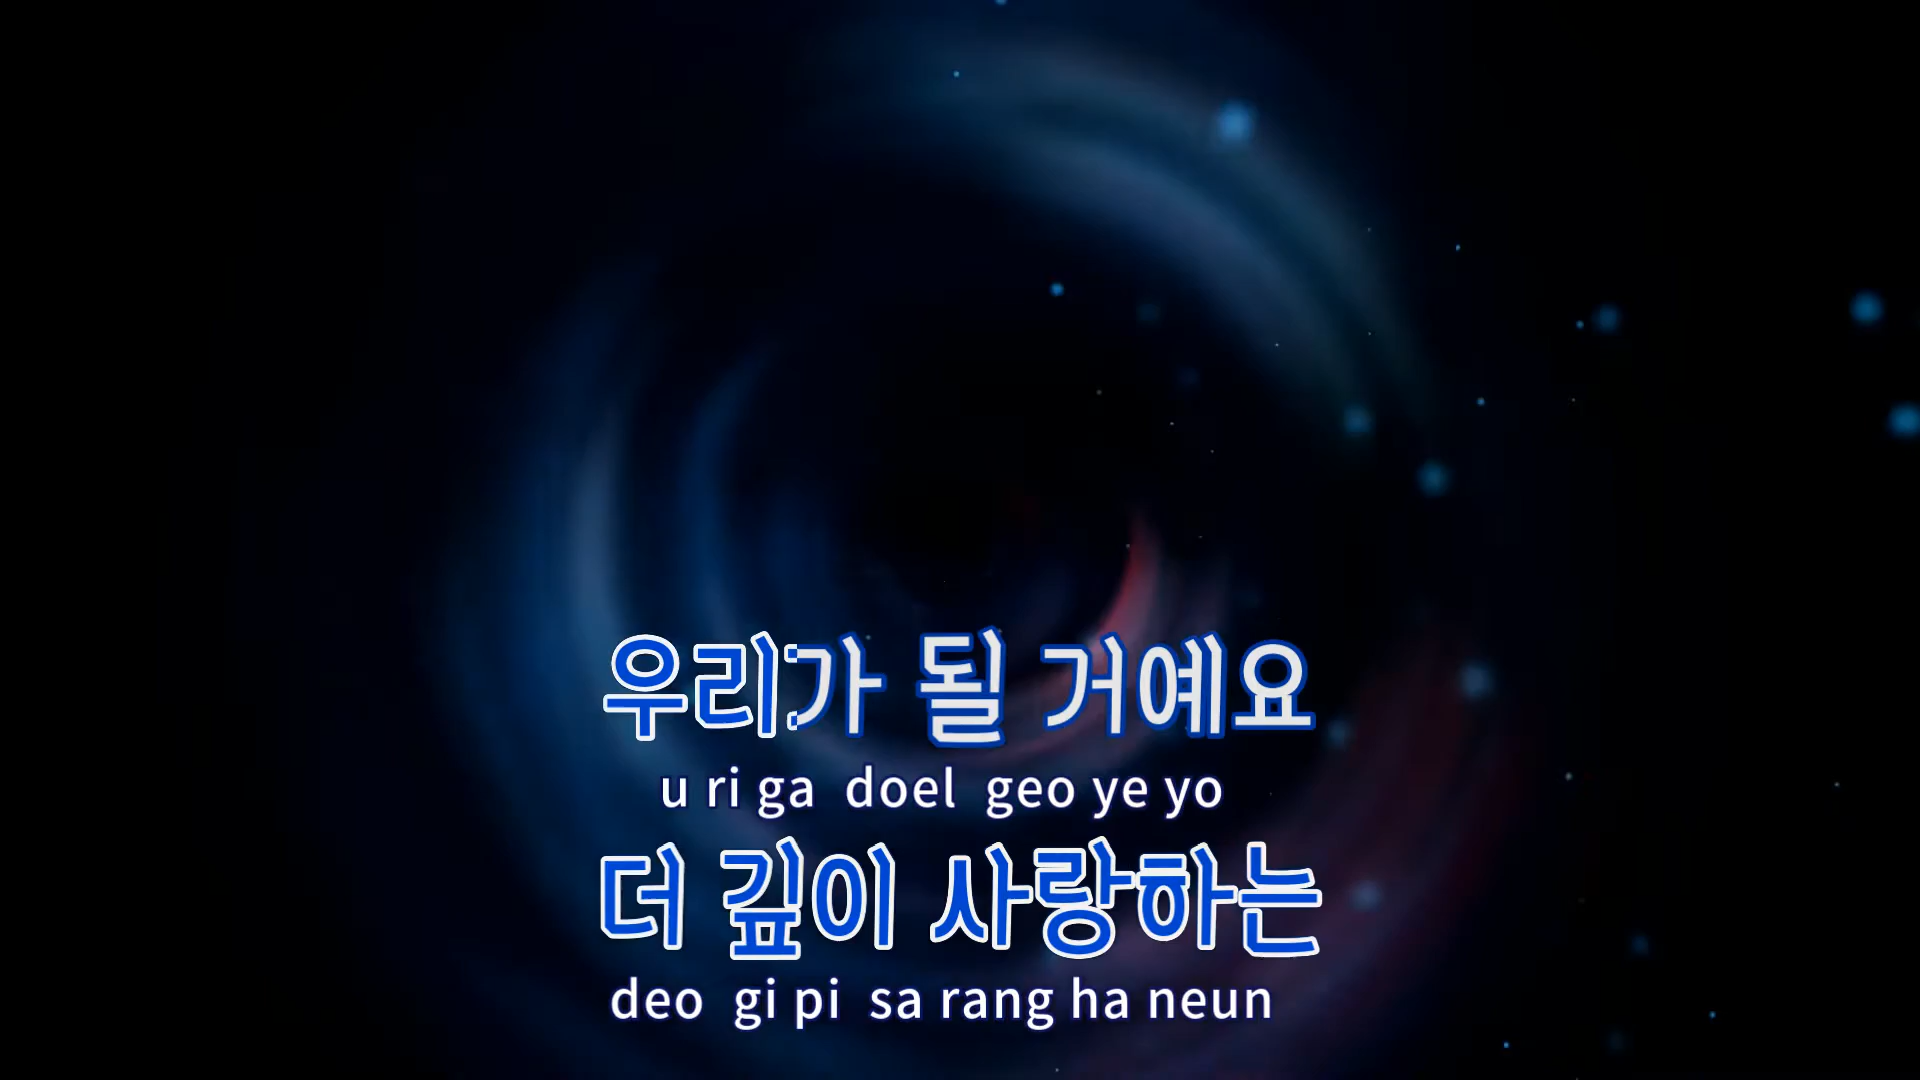 우리가 될 거예요
u ri ga doel geo ye yo
더 깊이 사랑하는
deo gi pi sa rang ha neun